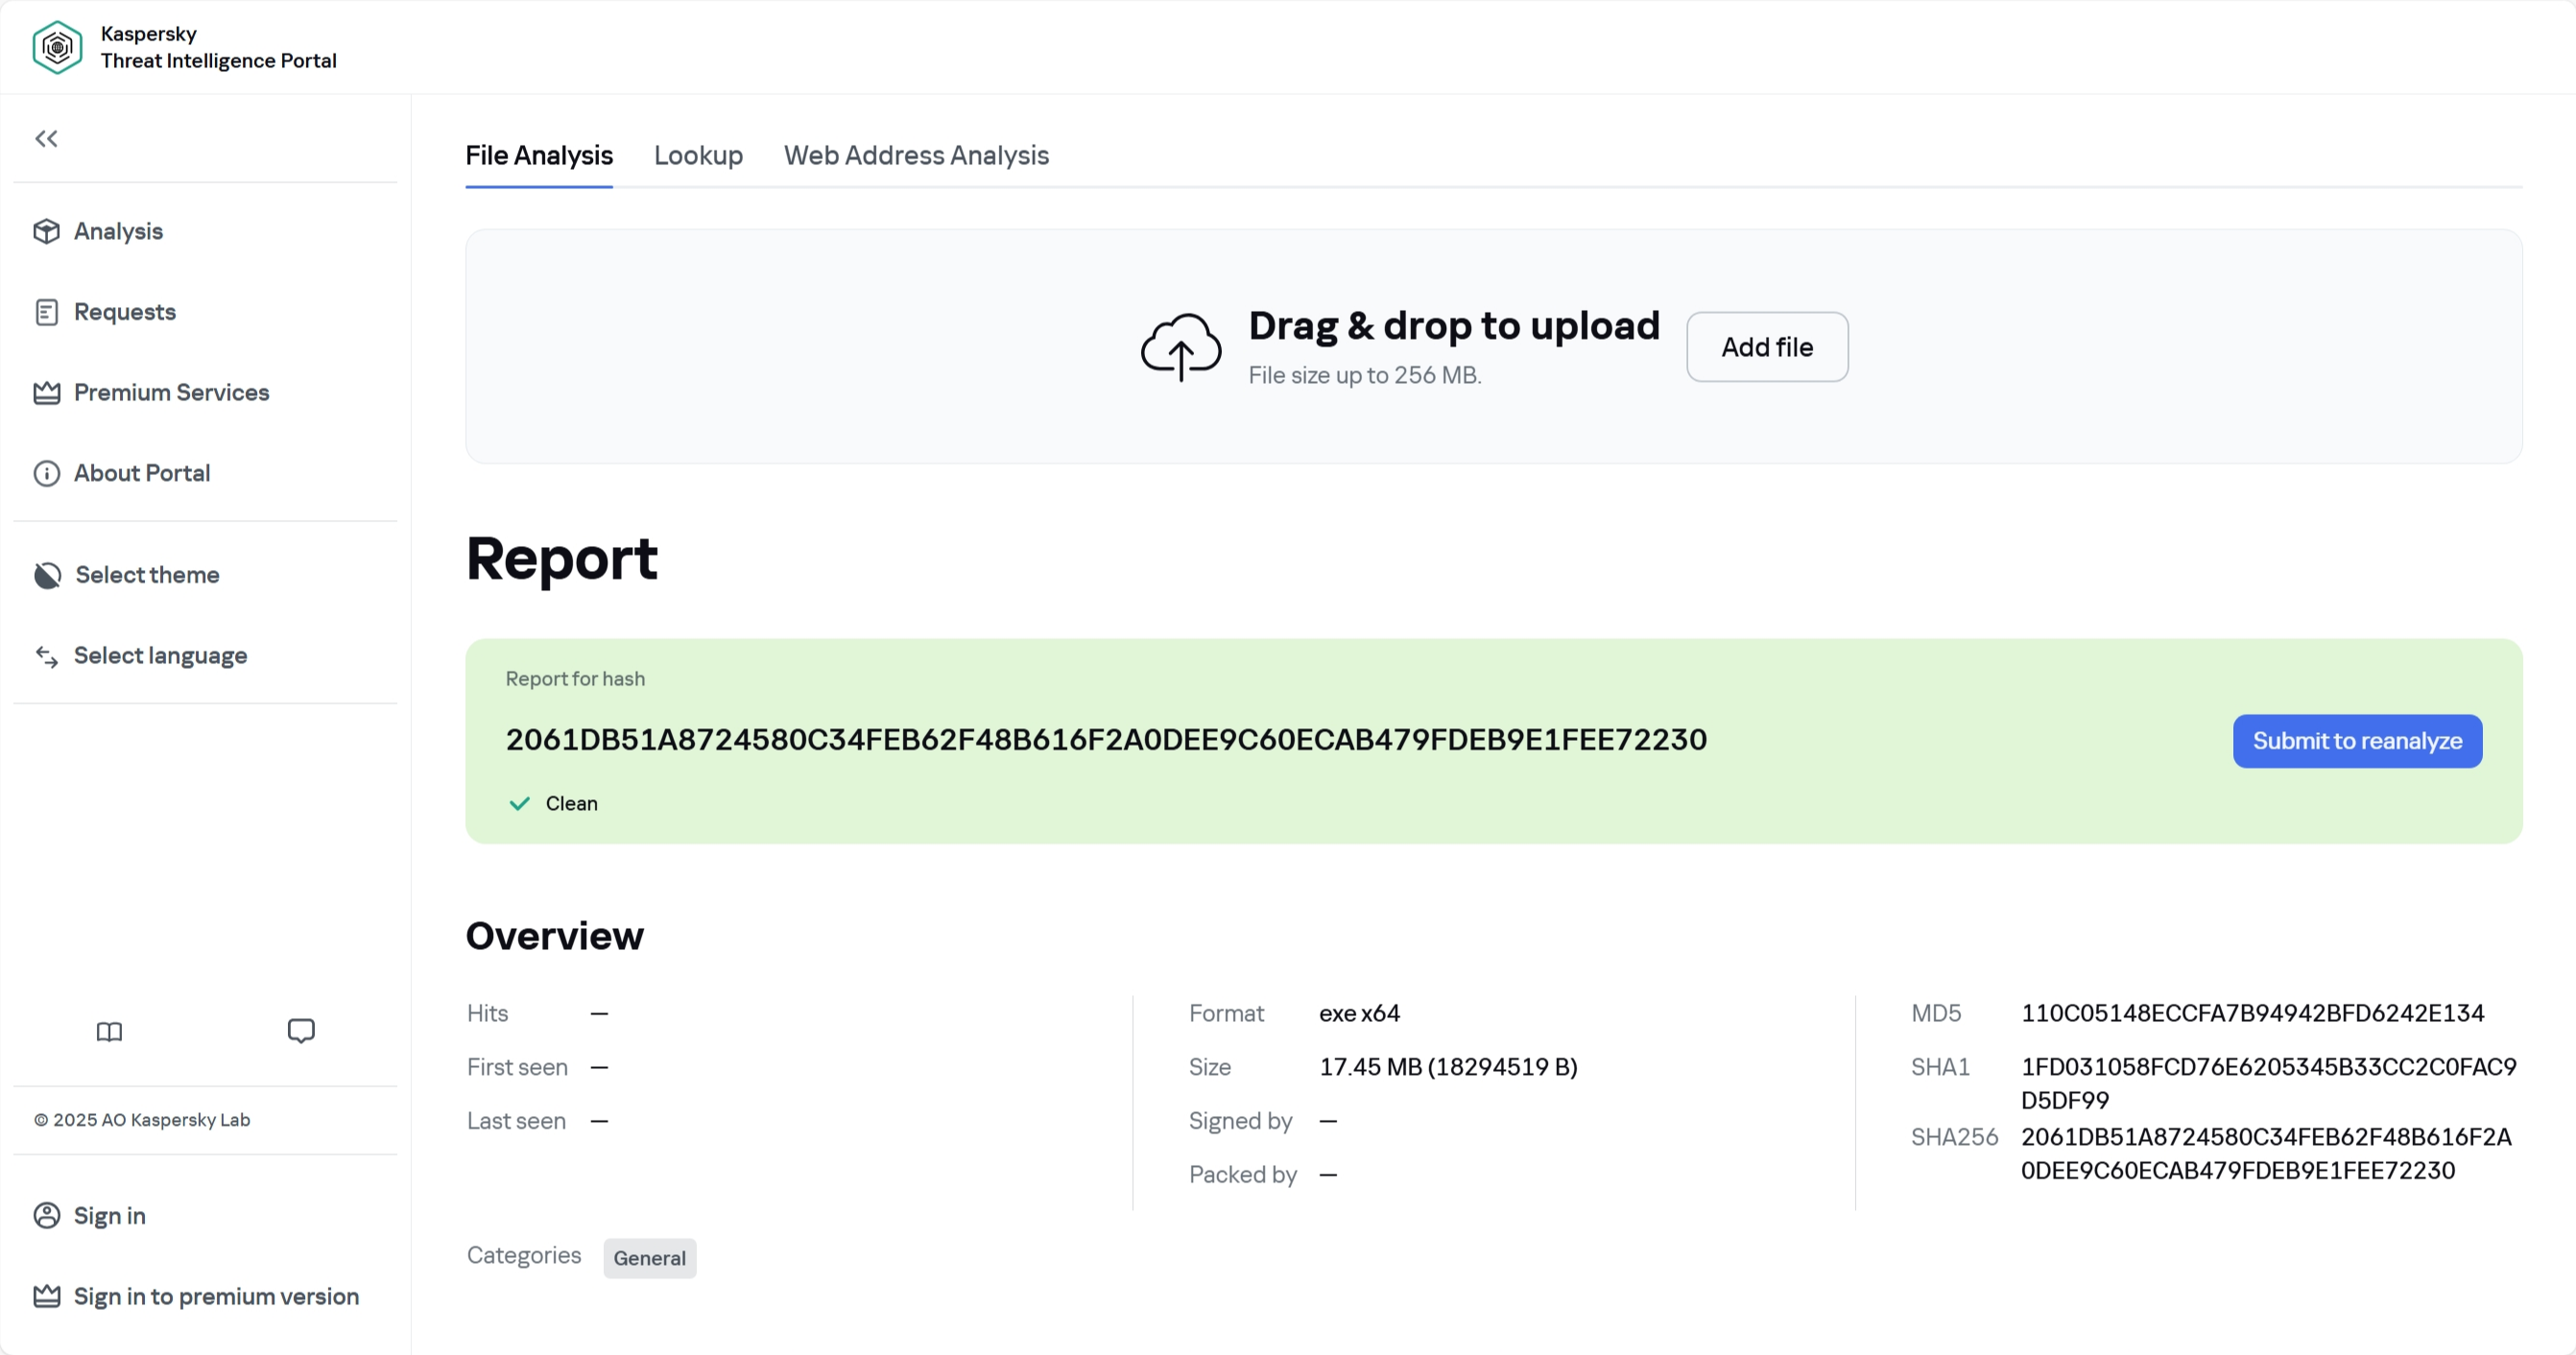 Kaspersky
Threat Intelligence Portal
Analysis
Requests
Premium Services
About Portal
Select theme
Select language
© 2025 AO Kaspersky Lab
Sign in
Sign in to premium version
File Analysis Lookup Web Address Analysis
Drag & drop to upload
File size up to 256 MB.
Add file
Report
Report for hash
2061DB51A8724580C34FEB62F48B616F2A0DEE9C60ECAB479FDEB9E1FEE72230
Submit to reanalyze
Clean
Overview
Hits —
First seen —
Last seen —
Format exe x64
Size 17.45 MB (18294519 B)
Signed by —
Packed by —
MD5 110C05148ECCFA7B94942BFD6242E134
SHA1 1FD031058FCD76E6205345B33CC2C0FAC9
D5DF99
SHA256 2061DB51A8724580C34FEB62F48B616F2A
0DEE9C60ECAB479FDEB9E1FEE72230
Categories General